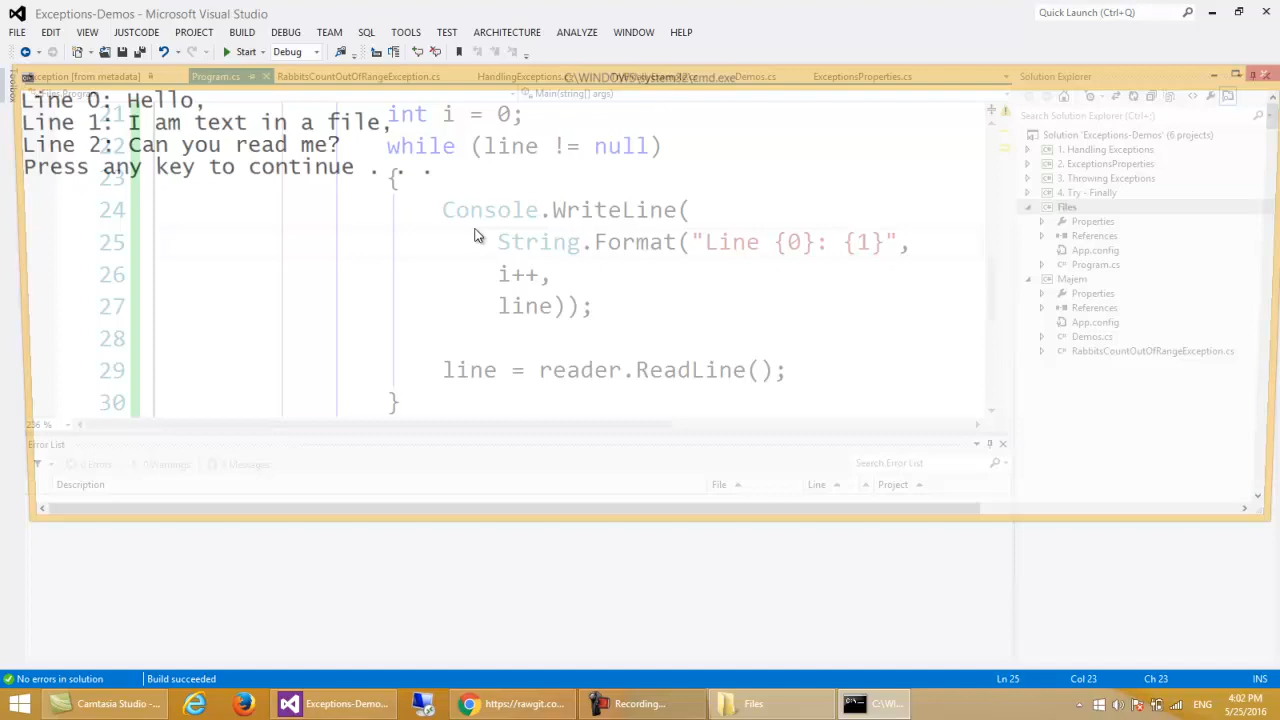 Exceptions-Demos - Microsoft Visual Studio
Quick Launch (Ctrl+Q)
FILE EDIT VIEW JUSTCODE PROJECT BUILD DEBUG TEAM SQL TOOLS TEST ARCHITECTURE ANALYZE WINDOW HELP
Start Debug
Exception [from metadata] Program.cs RabbitsCountOutOfRangeException.cs HandlingExceptions.cs Demos.cs ExceptionsProperties.cs
C:\WINDOWS\system32\cmd.exe
Solution Explorer
Toolbox
Main(string[] args)
Line 0: Hello,
Line 1: I am text in a file,
Line 2: Can you read me?
Press any key to continue . . .
21 int i = 0;
22 while (line != null)
23 {
24 Console.WriteLine(
25 String.Format("Line {0}: {1}",
26 i++,
27 line));
28
29 line = reader.ReadLine();
30 }
Search Solution Explorer (Ctrl+;)
Solution 'Exceptions-Demos' (6 projects)
1. Handling Exceptions
2. ExceptionsProperties
3. Throwing Exceptions
4. Try - Finally
Files
Properties
References
App.config
Program.cs
Majem
Properties
References
App.config
Demos.cs
RabbitsCountOutOfRangeException.cs
236 %
Error List
0 Errors 0 Warnings 0 Messages
Search Error List
Description File Line Project
No errors in solution Build succeeded Ln 25 Col 23 Ch 23 INS
Camtasia Studio -... Exceptions-Demo... https://rawgit.co... Recording... Files C:\WI...
ENG
4:02 PM
5/25/2016